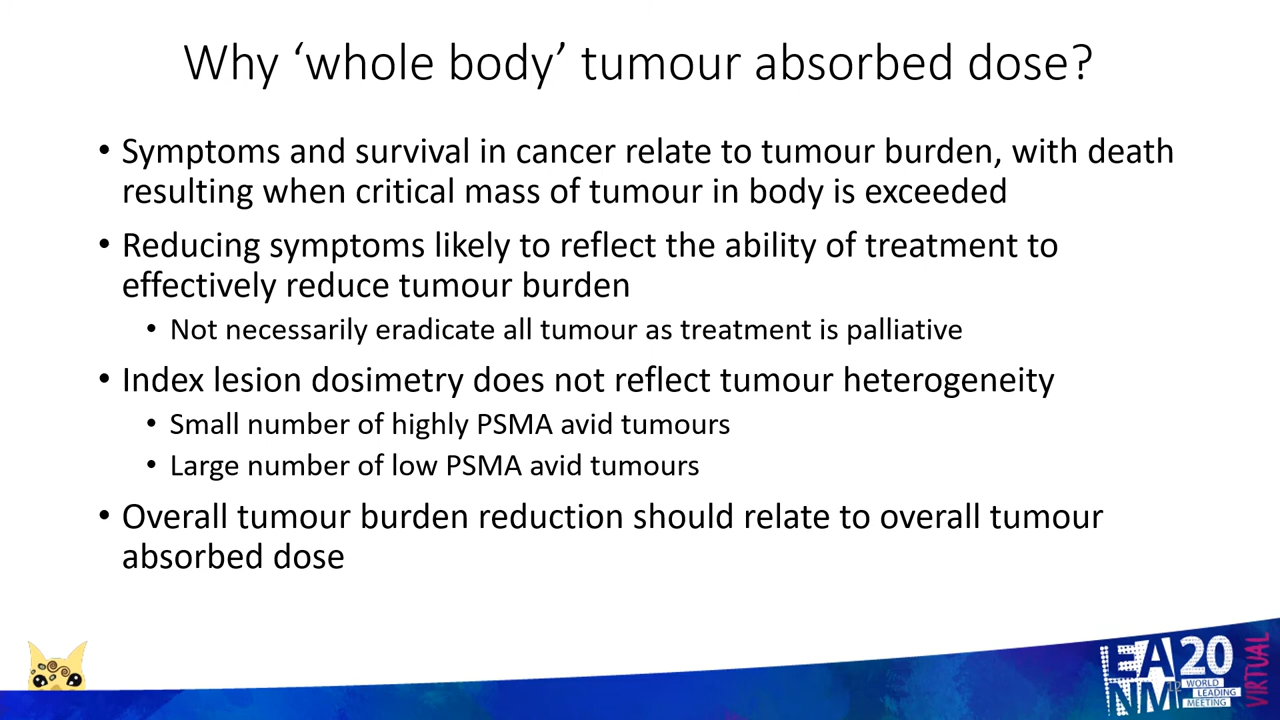 Why ‘whole body’ tumour absorbed dose?
• Symptoms and survival in cancer relate to tumour burden, with death
resulting when critical mass of tumour in body is exceeded
• Reducing symptoms likely to reflect the ability of treatment to
effectively reduce tumour burden
• Not necessarily eradicate all tumour as treatment is palliative
• Index lesion dosimetry does not reflect tumour heterogeneity
• Small number of highly PSMA avid tumours
• Large number of low PSMA avid tumours
• Overall tumour burden reduction should relate to overall tumour
absorbed dose
EA20
NM
WORLD
LEADING
MEETING
VIRTUAL